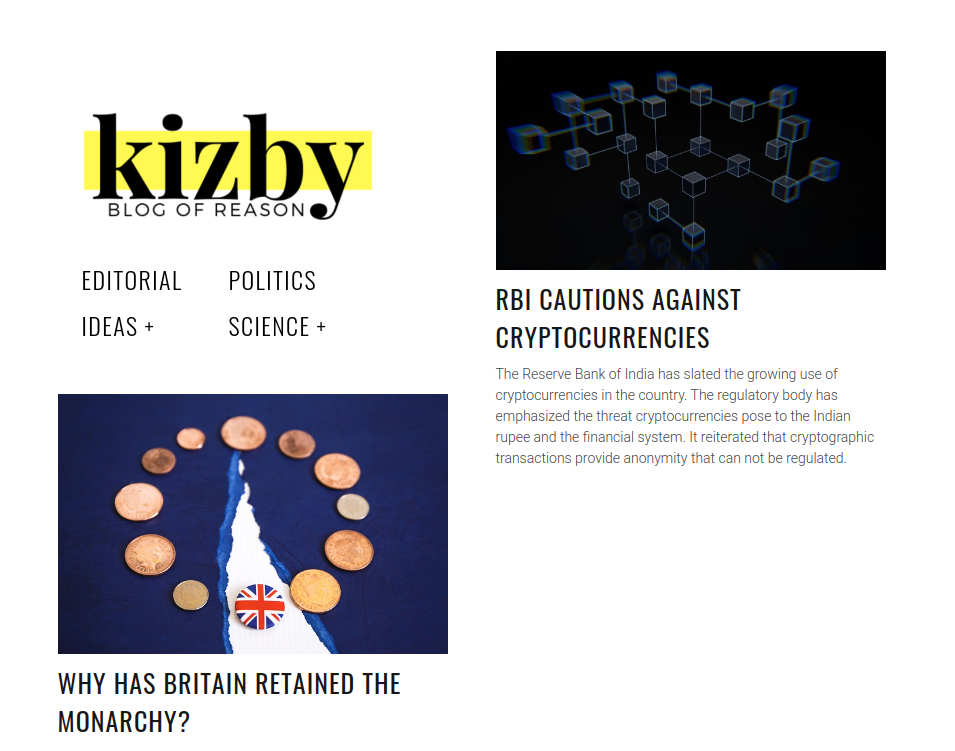 kizby
BLOG OF REASON
EDITORIAL
POLITICS
IDEAS +
SCIENCE +
WHY HAS BRITAIN RETAINED THE
MONARCHY?
RBI CAUTIONS AGAINST
CRYPTOCURRENCIES
The Reserve Bank of India has slated the growing use of
cryptocurrencies in the country. The regulatory body has
emphasized the threat cryptocurrencies pose to the Indian
rupee and the financial system. It reiterated that cryptographic
transactions provide anonymity that can not be regulated.